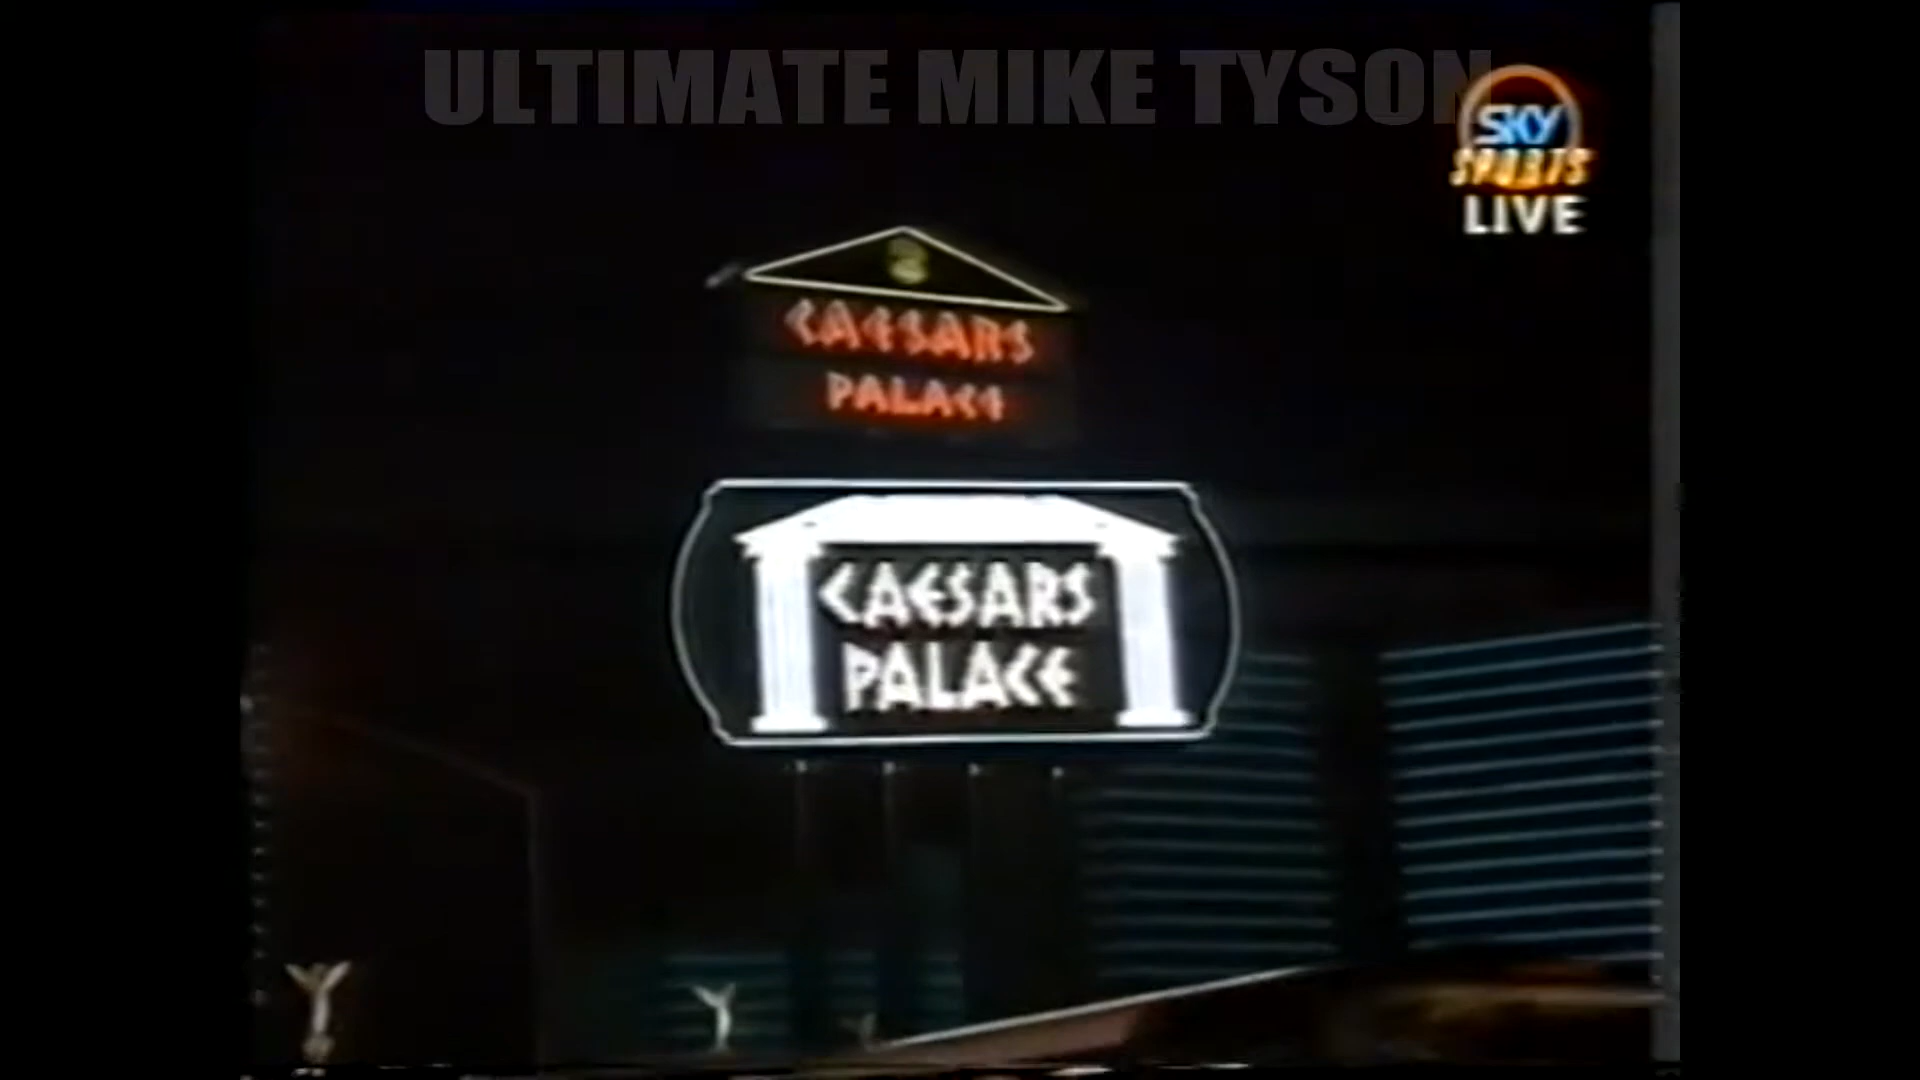 ULTIMATE MIKE TYSON
SKY
SPORTS
LIVE
CAESARS
PALACE
CAESARS
PALACE